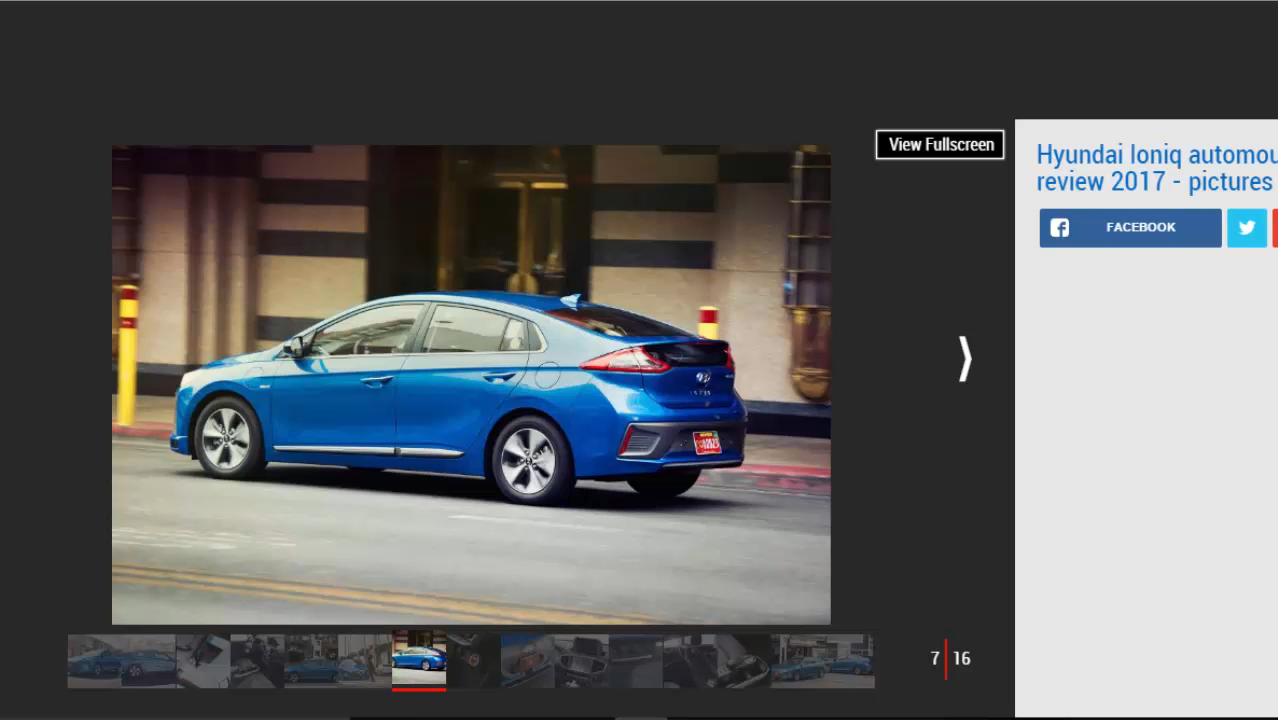 View Fullscreen
Hyundai Ioniq automou
review 2017 - pictures
FACEBOOK
7 16